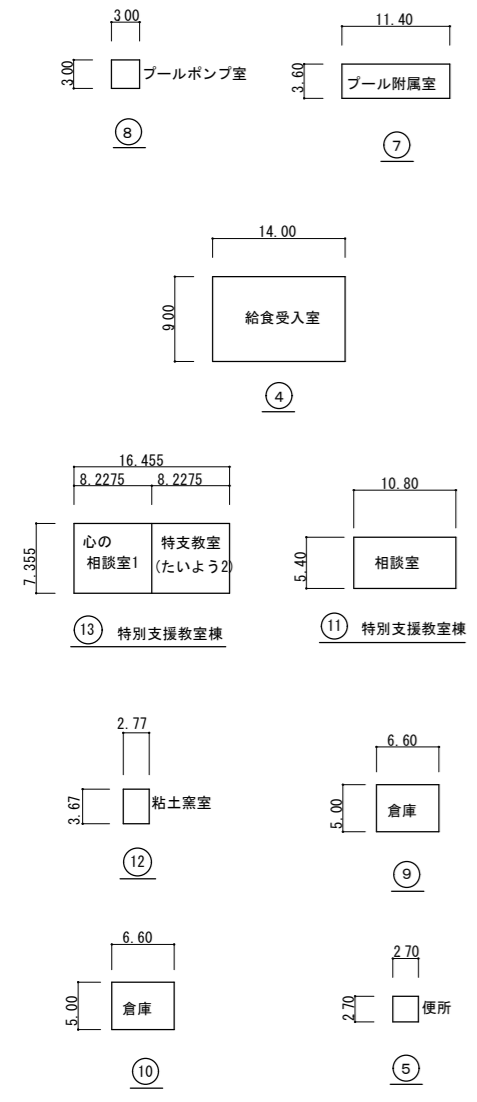 3.00
3.00
プールポンプ室
⑧
11.40
3.60
プール附属室
⑦
14.00
9.00
給食受入室
④
16.455
8.2275 8.2275
7.355
心の
相談室1
特支教室
(たいよう2)
⑬ 特別支援教室棟
10.80
5.40
相談室
⑪ 特別支援教室棟
2.77
3.67
粘土窯室
⑫
6.60
5.00
倉庫
⑨
6.60
5.00
倉庫
⑩
2.70
2.70
便所
⑤